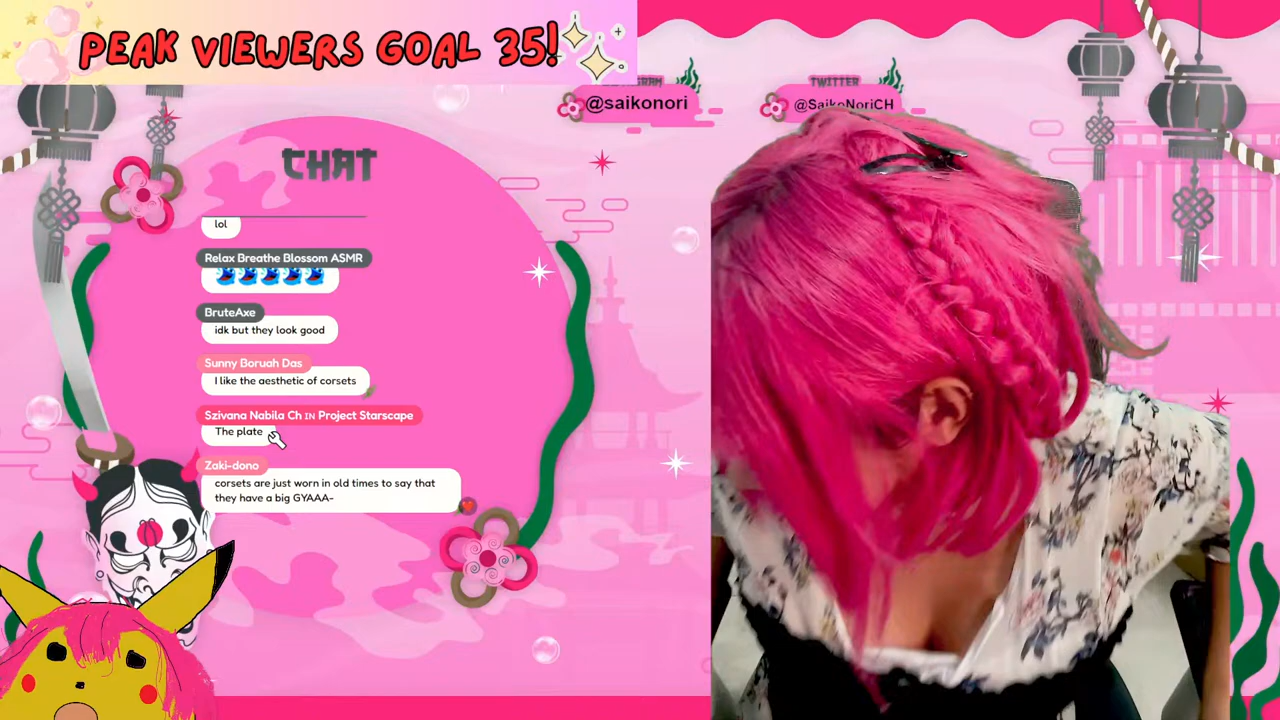 PEAK VIEWERS GOAL 35!
TWITTER
@saikonori
@SaikoNoriCH
CHAT
lol
Relax Breathe Blossom ASMR
BruteAxe
idk but they look good
Sunny Boruah Das
I like the aesthetic of corsets
Szivana Nabila Ch IN Project Starscape
The plate
Zaki-dono
corsets are just worn in old times to say that
they have a big GYAAA-